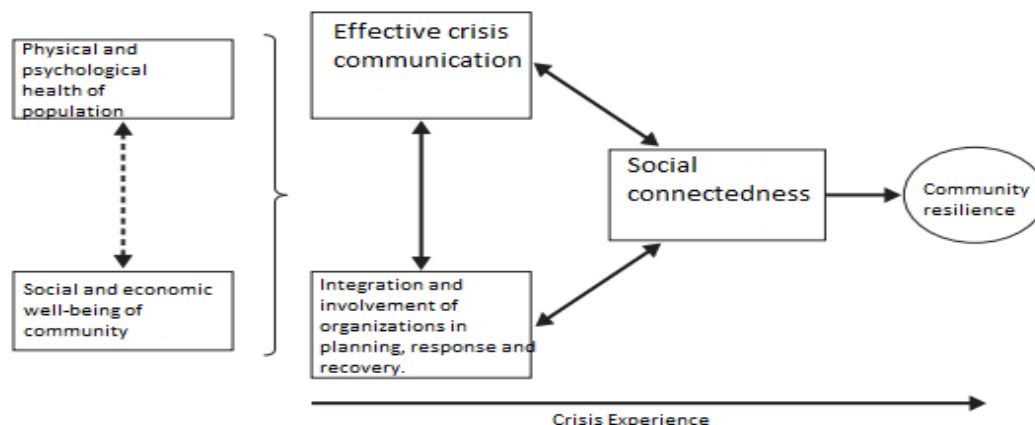 Physical and
psychological
health of
population
Social and economic
well-being of
community
Effective crisis
communication
Integration and
involvement of
organizations in
planning, response and
recovery.
Social
connectedness
Community
resilience
Crisis Experience